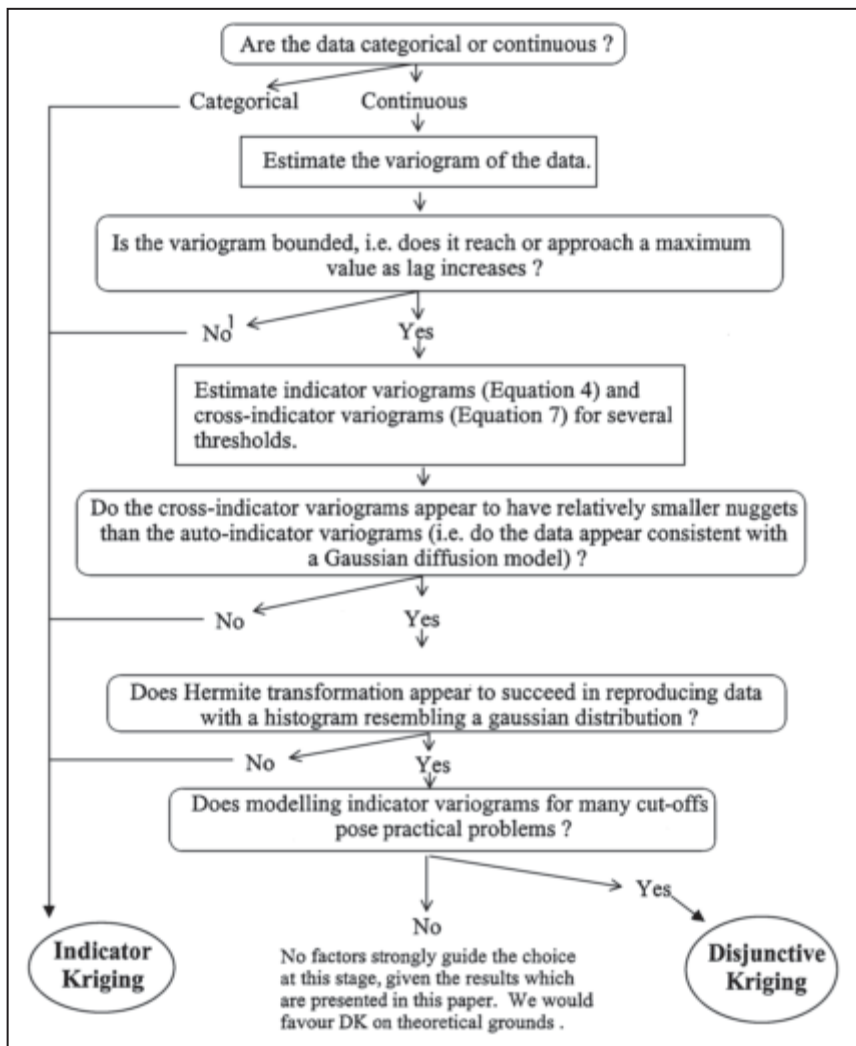 Are the data categorical or continuous ?
Categorical
Continuous
Estimate the variogram of the data.
Is the variogram bounded, i.e. does it reach or approach a maximum
value as lag increases ?
No¹
Yes
Estimate indicator variograms (Equation 4) and
cross-indicator variograms (Equation 7) for several
thresholds.
Do the cross-indicator variograms appear to have relatively smaller nuggets
than the auto-indicator variograms (i.e. do the data appear consistent with
a Gaussian diffusion model) ?
No
Yes
Does Hermite transformation appear to succeed in reproducing data
with a histogram resembling a gaussian distribution ?
No
Yes
Does modelling indicator variograms for many cut-offs
pose practical problems ?
Yes
No
Indicator
Kriging
No factors strongly guide the choice
at this stage, given the results which
are presented in this paper. We would
favour DK on theoretical grounds .
Disjunctive
Kriging